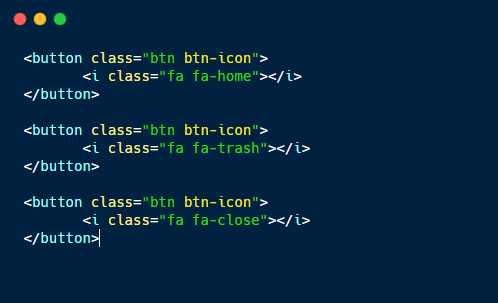 <button class="btn btn-icon">
<i class="fa fa-home"></i>
</button>
<button class="btn btn-icon">
<i class="fa fa-trash"></i>
</button>
<button class="btn btn-icon">
<i class="fa fa-close"></i>
</button>